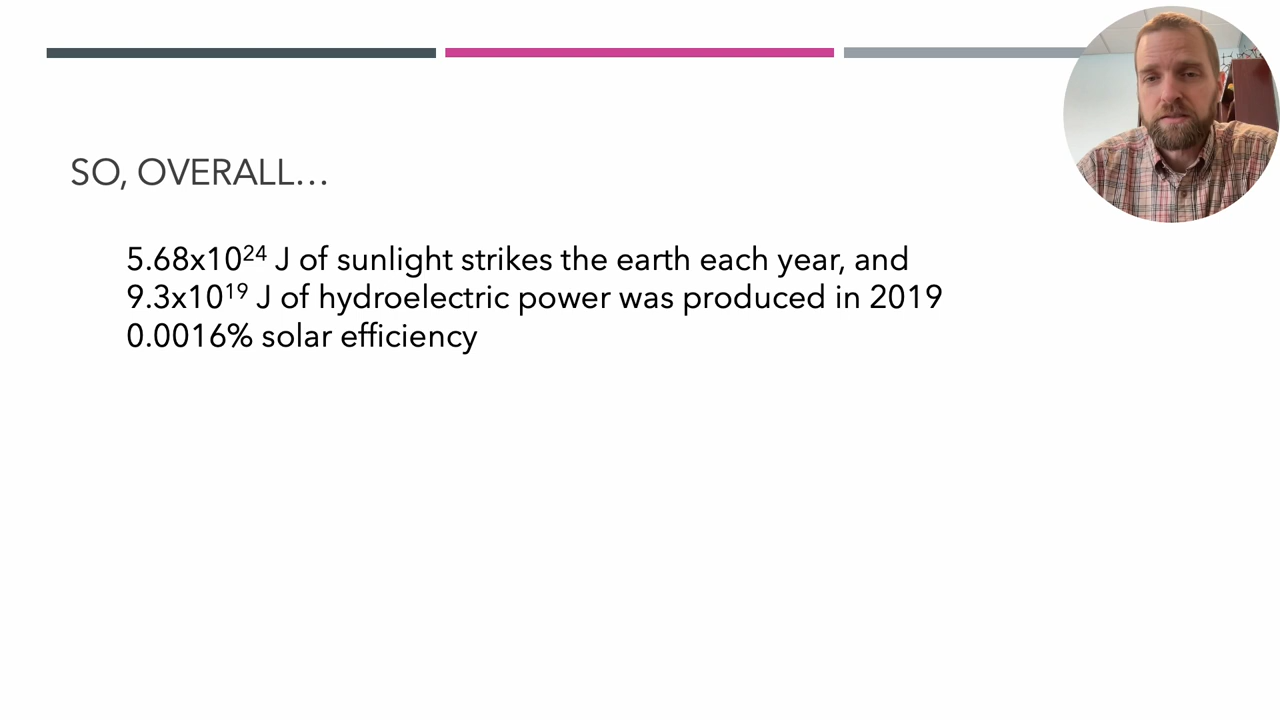 SO, OVERALL…
5.68x10²⁴ J of sunlight strikes the earth each year, and
9.3x10¹⁹ J of hydroelectric power was produced in 2019
0.0016% solar efficiency